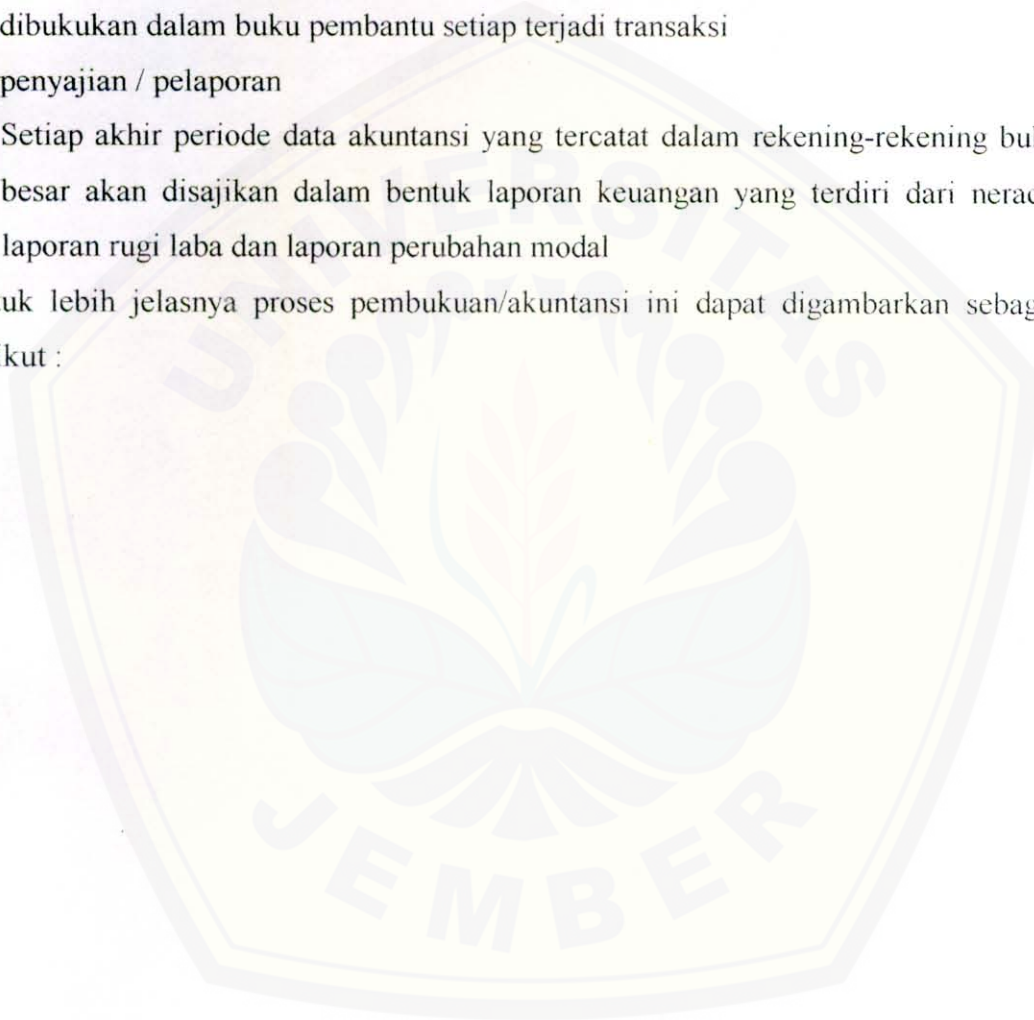 dibukukan dalam buku pembantu setiap terjadi transaksi
penyajian / pelaporan
Setiap akhir periode data akuntansi yang tercatat dalam rekening-rekening bu
besar akan disajikan dalam bentuk laporan keuangan yang terdiri dari nerac
laporan rugi laba dan laporan perubahan modal
uk lebih jelasnya proses pembukuan/akuntansi ini dapat digambarkan sebag
kut :
UNIVERSITAS
JEMBER